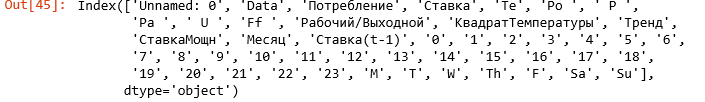 Out[45]: Index(['Unnamed: 0', 'Data', 'Потребление', 'Ставка', 'Te', 'Po ', ' P ',
'Pa ', ' U ', 'Ff ', 'Рабочий/Выходной', 'КвадратТемпературы', 'Тренд',
'СтавкаМощн', 'Месяц', 'Ставка(t-1)', '0', '1', '2', '3', '4', '5', '6',
'7', '8', '9', '10', '11', '12', '13', '14', '15', '16', '17', '18',
'19', '20', '21', '22', '23', 'M', 'T', 'W', 'Th', 'F', 'Sa', 'Su'],
dtype='object')